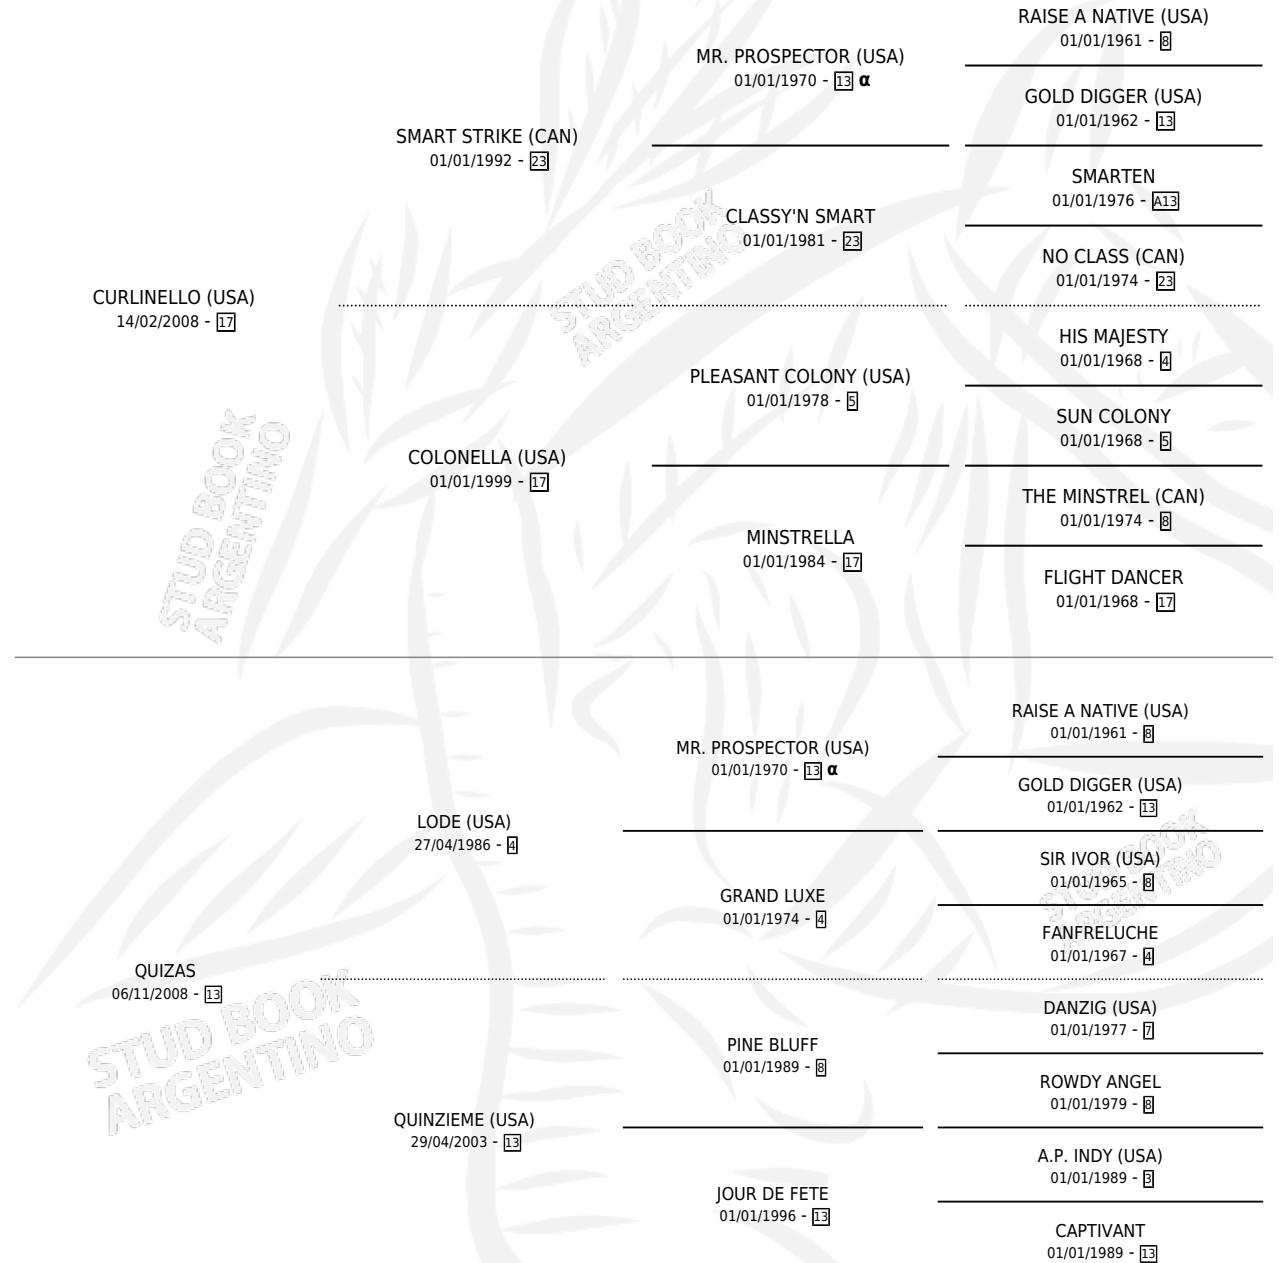 RAISE A NATIVE (USA)
01/01/1961 - 8
MR. PROSPECTOR (USA)
01/01/1970 - 13 α
GOLD DIGGER (USA)
01/01/1962 - 13
SMART STRIKE (CAN)
01/01/1992 - 23
SMARTEN
01/01/1976 - A13
CLASSY'N SMART
01/01/1981 - 23
NO CLASS (CAN)
01/01/1974 - 23
CURLINELLO (USA)
14/02/2008 - 17
HIS MAJESTY
01/01/1968 - 4
PLEASANT COLONY (USA)
01/01/1978 - 5
SUN COLONY
01/01/1968 - 5
COLONELLA (USA)
01/01/1999 - 17
THE MINSTREL (CAN)
01/01/1974 - 8
MINSTRELLA
01/01/1984 - 17
FLIGHT DANCER
01/01/1968 - 17
STUD BOOK
ARGENTINO
STUD BOOK
ARGENTINO
RAISE A NATIVE (USA)
01/01/1961 - 8
MR. PROSPECTOR (USA)
01/01/1970 - 13 α
GOLD DIGGER (USA)
01/01/1962 - 13
LODE (USA)
27/04/1986 - 4
SIR IVOR (USA)
01/01/1965 - 8
GRAND LUXE
01/01/1974 - 4
FANFRELUCHE
01/01/1967 - 4
QUIZAS
06/11/2008 - 13
DANZIG (USA)
01/01/1977 - 7
PINE BLUFF
01/01/1989 - 8
ROWDY ANGEL
01/01/1979 - 8
QUINZIEME (USA)
29/04/2003 - 13
A.P. INDY (USA)
01/01/1989 - 3
JOUR DE FETE
01/01/1996 - 13
CAPTIVANT
01/01/1989 - 13
STUD BOOK
ARGENTINO
STUD BOOK
ARGENTINO